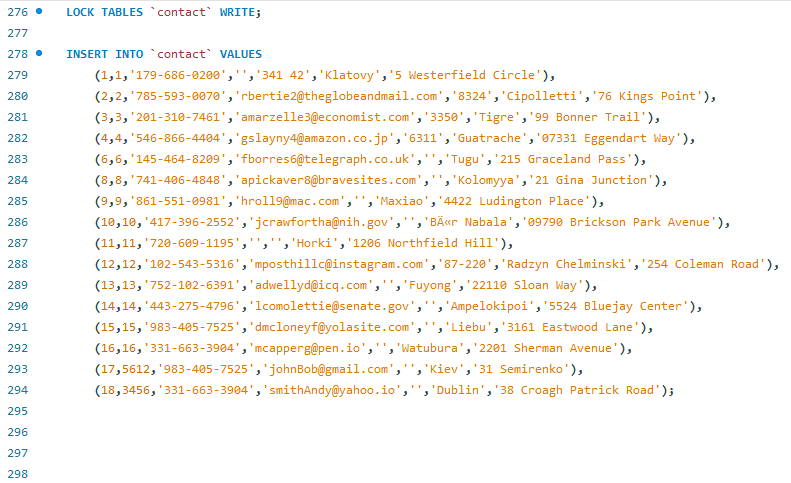 276 LOCK TABLES `contact` WRITE;
277
278 INSERT INTO `contact` VALUES
279 (1,1,'179-686-0200','','341 42','Klatovy','5 Westerfield Circle'),
280 (2,2,'785-593-0070','rbertie2@theglobeandmail.com','8324','Cipolletti','76 Kings Point'),
281 (3,3,'201-310-7461','amarzelle3@economist.com','3350','Tigre','99 Bonner Trail'),
282 (4,4,'546-866-4404','gslayny4@amazon.co.jp','6311','Guatrache','07331 Eggendart Way'),
283 (6,6,'145-464-8209','fborres6@telegraph.co.uk','','Tugu','215 Graceland Pass'),
284 (8,8,'741-406-4848','apickaver8@bravesites.com','','Kolomyya','21 Gina Junction'),
285 (9,9,'861-551-0981','hroll9@mac.com','','Maxiao','4422 Ludington Place'),
286 (10,10,'417-396-2552','jcrawfortha@nih.gov','','BÄ«r Nabala','09790 Brickson Park Avenue'),
287 (11,11,'720-609-1195','','','Horki','1206 Northfield Hill'),
288 (12,12,'102-543-5316','mposthillc@instagram.com','87-220','Radzyn Chelminski','254 Coleman Road'),
289 (13,13,'752-102-6391','adwellyd@icq.com','','Fuyong','22110 Sloan Way'),
290 (14,14,'443-275-4796','lcomolettie@senate.gov','','Ampelokipoi','5524 Bluejay Center'),
291 (15,15,'983-405-7525','dmcloneyf@yolasite.com','','Liebu','3161 Eastwood Lane'),
292 (16,16,'331-663-3904','mcapperg@pen.io','','Watubura','2201 Sherman Avenue'),
293 (17,5612,'983-405-7525','johnBob@gmail.com','','Kiev','31 Semirenko'),
294 (18,3456,'331-663-3904','smithAndy@yahoo.io','','Dublin','38 Croagh Patrick Road');
295
296
297
298